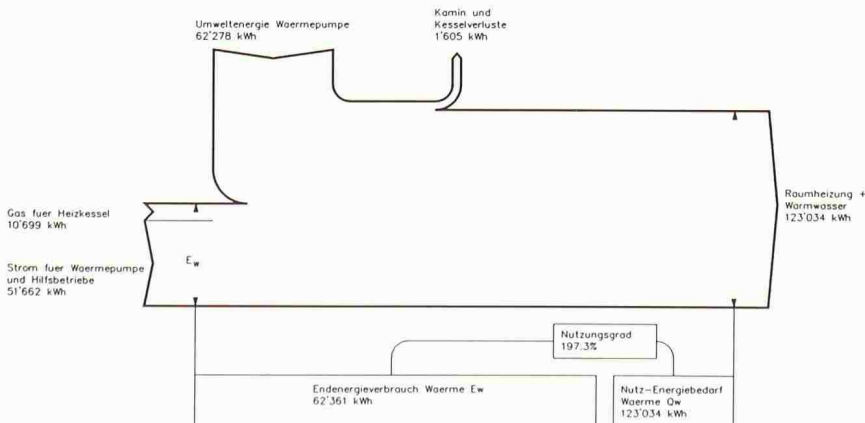 Umweltenergie Waermepumpe
62'278 kWh
Kamin und
Kesselverluste
1'605 kWh
Gas fuer Heizkessel
10'699 kWh
Raumheizung +
Warmwasser
123'034 kWh
Ew
Strom fuer Waermepumpe
und Hilfsbetriebe
51'662 kWh
Nutzungsgrad
197.3%
Endenergieverbrauch Waerme Ew
62'361 kWh
Nutz-Energiebedarf
Waerme Qw
123'034 kWh